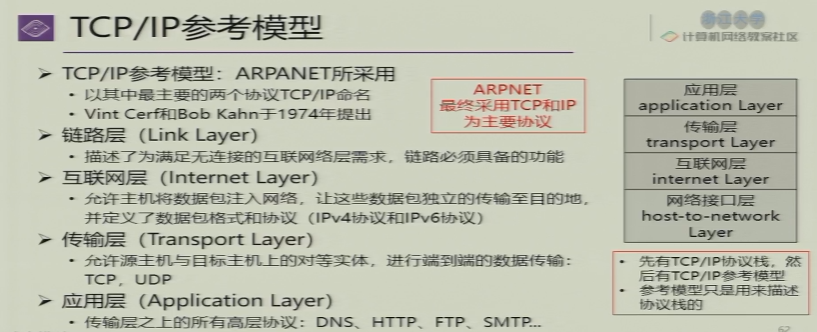 TCP/IP参考模型
计算机网络教案社区
TCP/IP参考模型：ARPANET所采用
以其中最主要的两个协议TCP/IP命名
Vint Cerf和Bob Kahn于1974年提出
ARPNET
最终采用TCP和IP
为主要协议
链路层（Link Layer）
描述了为满足无连接的互联网络层需求，链路必须具备的功能
互联网层（Internet Layer）
允许主机将数据包注入网络，让这些数据包独立的传输至目的地，
并定义了数据包格式和协议（IPv4协议和IPv6协议）
传输层（Transport Layer）
允许源主机与目标主机上的对等实体，进行端到端的数据传输：
TCP，UDP
应用层（Application Layer）
传输层之上的所有高层协议：DNS、HTTP、FTP、SMTP...
应用层
application Layer
传输层
transport Layer
互联网层
internet Layer
网络接口层
host-to-network
Layer
先有TCP/IP协议栈，然
后有TCP/IP参考模型
参考模型只是用来描述
协议栈的